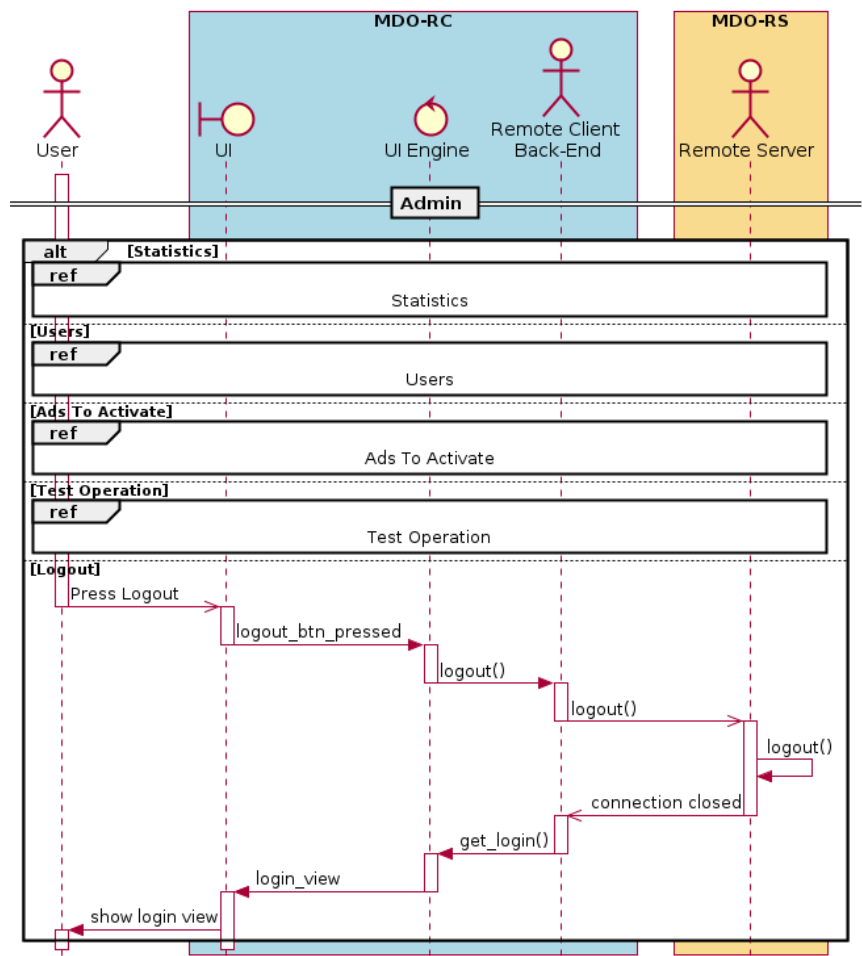 MDO-RC
MDO-RS
User
UI
UI Engine
Remote Client
Back-End
Remote Server
Admin
alt
[Statistics]
ref
Statistics
[Users]
ref
Users
[Ads To Activate]
ref
Ads To Activate
[Test Operation]
ref
Test Operation
[Logout]
Press Logout
logout_btn_pressed
logout()
logout()
logout()
connection closed
get_login()
login_view
show login view